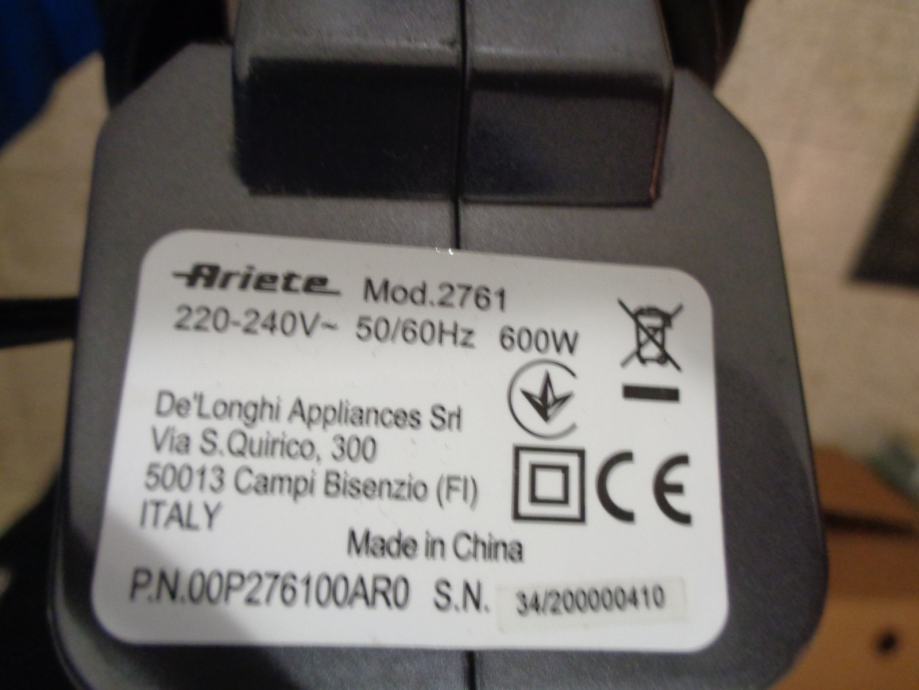 Ariete Mod.2761
220-240V~ 50/60Hz 600W
De'Longhi Appliances Srl
Via S.Quirico, 300
50013 Campi Bisenzio (FI)
ITALY
CE
Made in China
P.N.00P276100AR0 S.N. 34/200000410